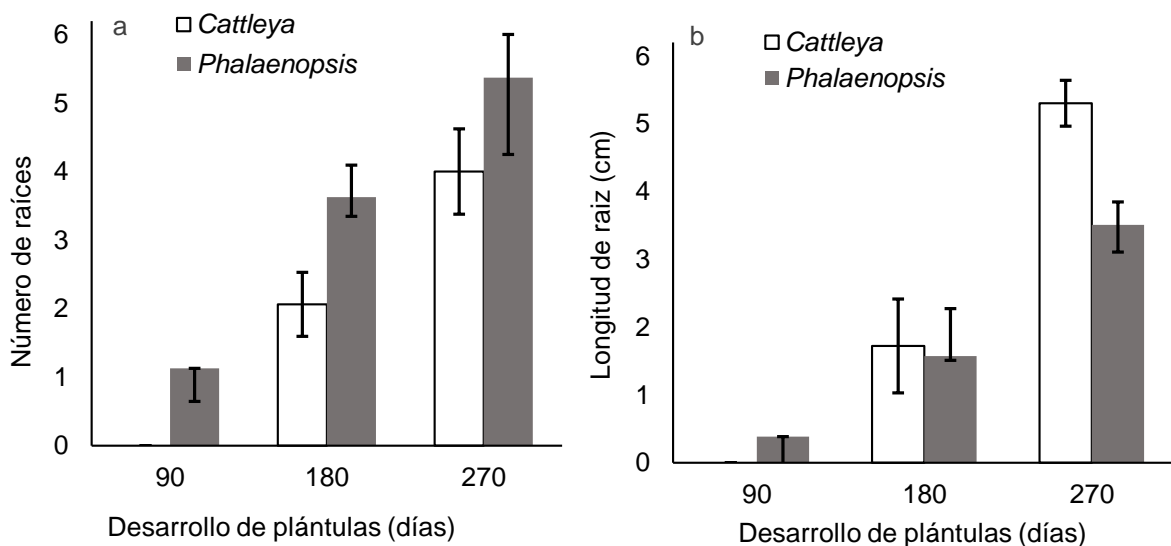 a
Cattleya
Phalaenopsis
Número de raíces
6
5
4
3
2
1
0
90 180 270
Desarrollo de plántulas (días)
b
Cattleya
Phalaenopsis
Longitud de raiz (cm)
6
5
4
3
2
1
0
90 180 270
Desarrollo de plántulas (días)